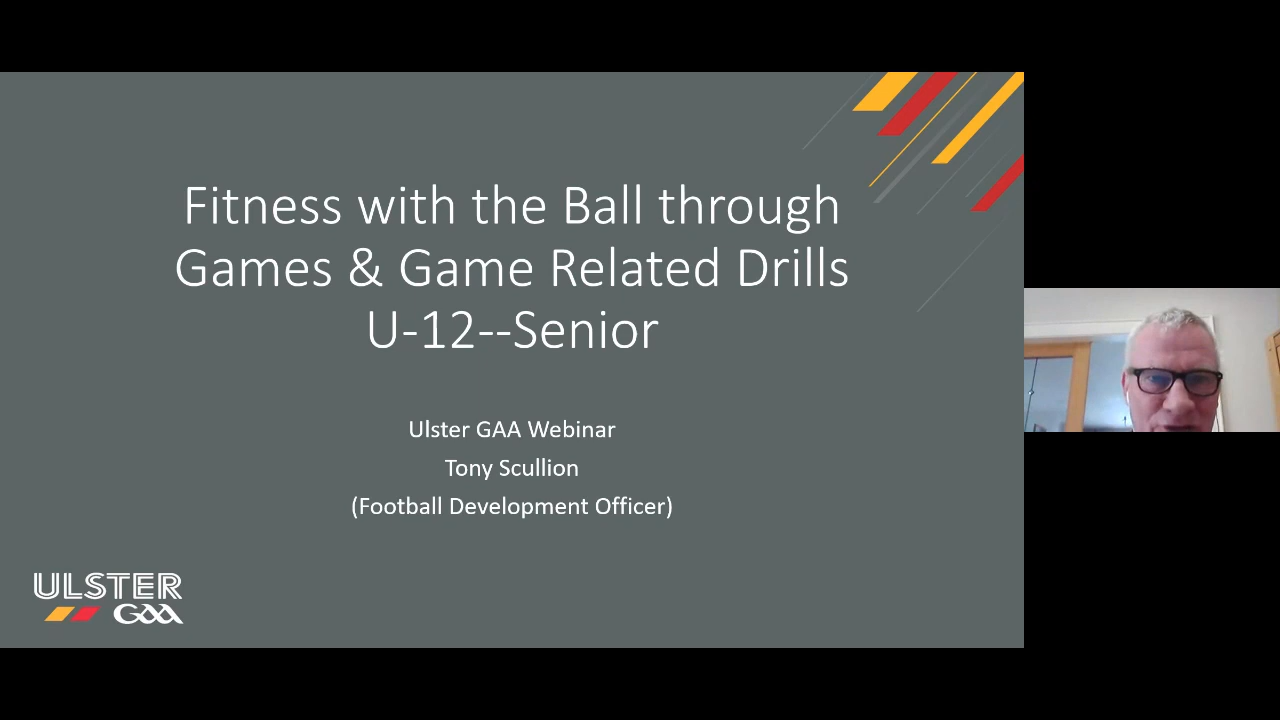 Fitness with the Ball through
Games & Game Related Drills
U-12--Senior
Ulster GAA Webinar
Tony Scullion
(Football Development Officer)
ULSTER
GAA